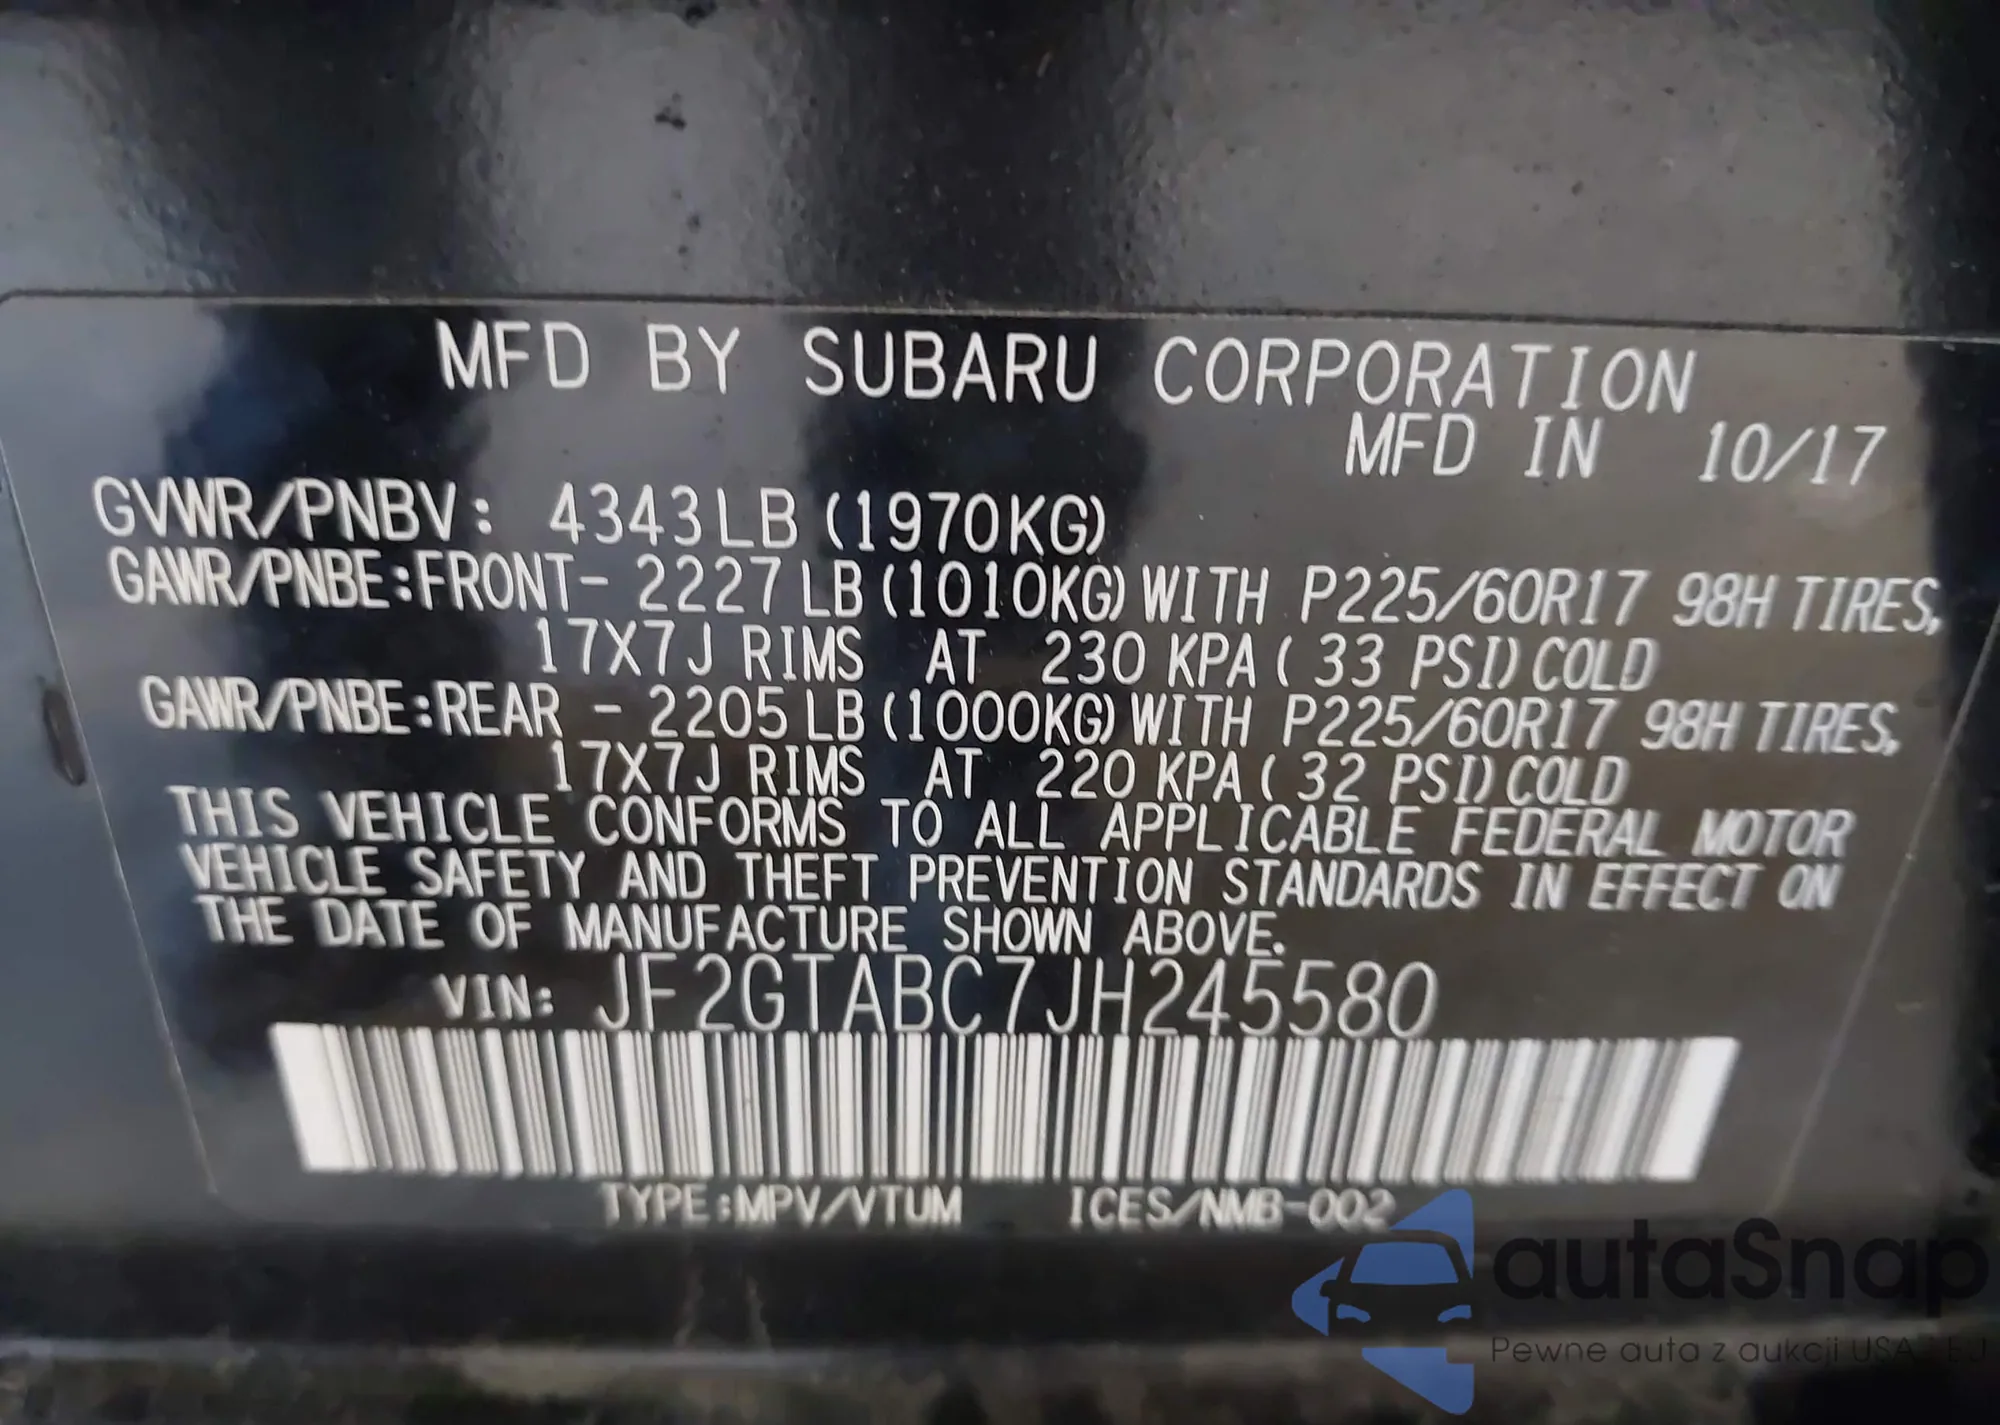 MFD BY SUBARU CORPORATION
MFD IN 10/17
GVWR/PNBV: 4343LB (1970KG)
GAWR/PNBE:FRONT- 2227LB (1010KG) WITH P225/60R17 98H TIRES,
17X7J RIMS AT 230 KPA ( 33 PSI) COLD
GAWR/PNBE:REAR - 2205LB (1000KG) WITH P225/60R17 98H TIRES,
17X7J RIMS AT 220 KPA ( 32 PSI) COLD
THIS VEHICLE CONFORMS TO ALL APPLICABLE FEDERAL MOTOR
VEHICLE SAFETY AND THEFT PREVENTION STANDARDS IN EFFECT ON
THE DATE OF MANUFACTURE SHOWN ABOVE.
VIN: JF2GTABC7JH245580
TYPE:MPV/VTUM ICES/NMB-002
autaSnap
Pewne auta z aukcji USA - EU